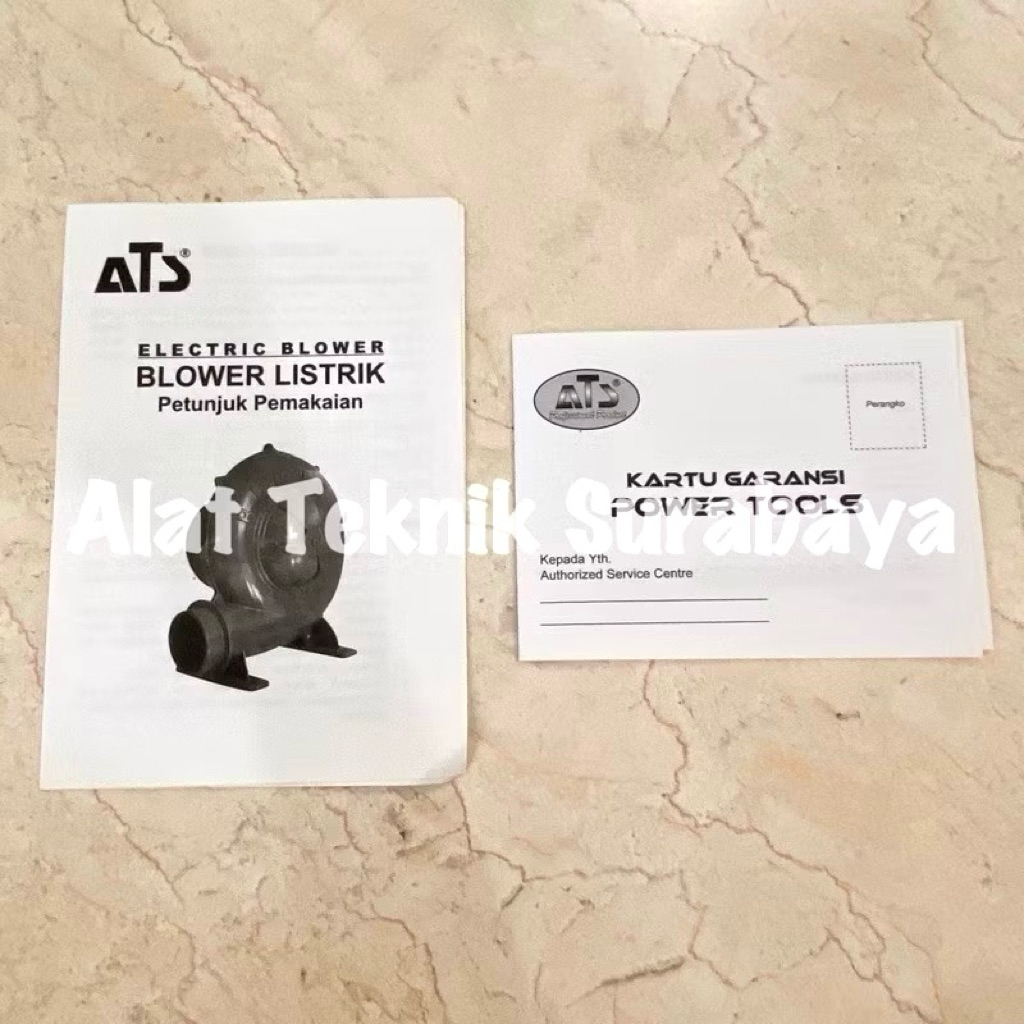 ATS®
ELECTRIC BLOWER
BLOWER LISTRIK
Petunjuk Pemakaian
ATS®
Perangko
KARTU GARANSI
POWER TOOLS
Alat Teknik Surabaya
Kepada Yth.
Authorized Service Centre